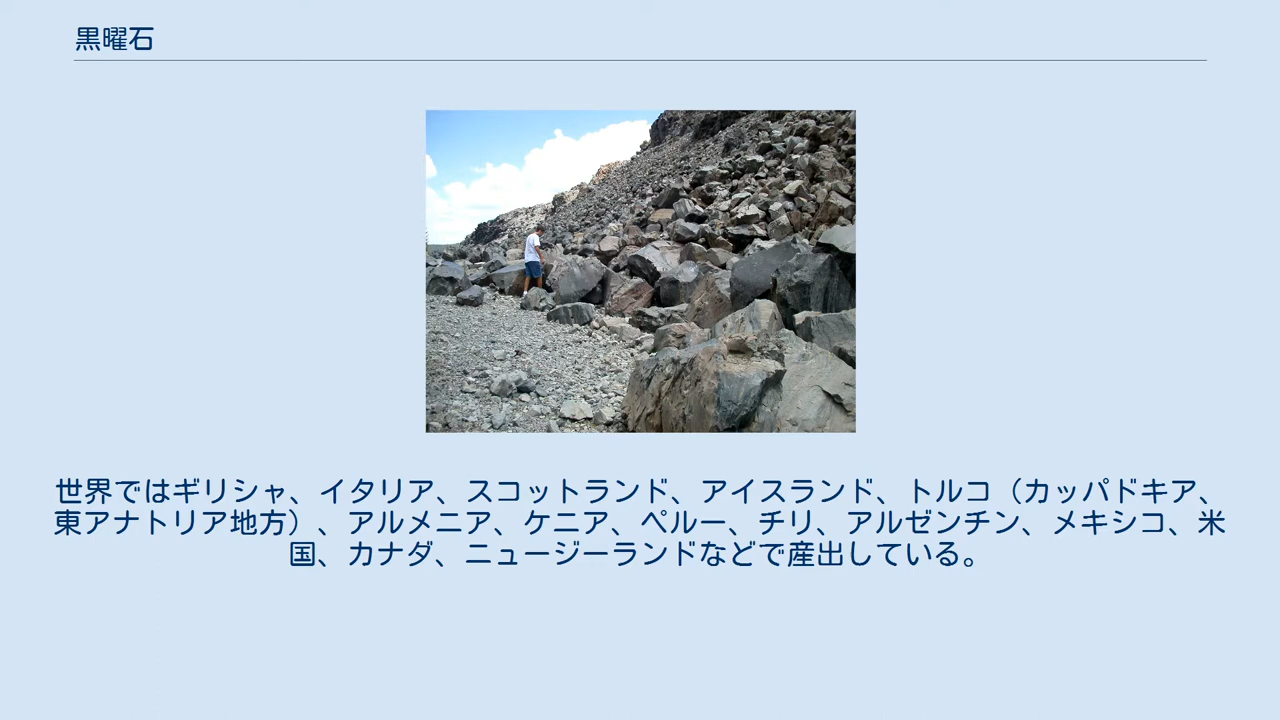 黒曜石
世界ではギリシャ、イタリア、スコットランド、アイスランド、トルコ（カッパドキア、
東アナトリア地方）、アルメニア、ケニア、ペルー、チリ、アルゼンチン、メキシコ、米
国、カナダ、ニュージーランドなどで産出している。